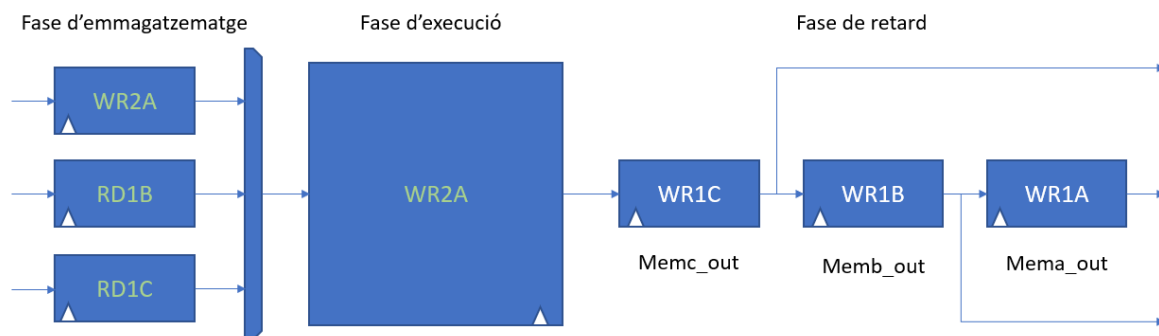 Fase d'emmagatzematge
Fase d'execució
Fase de retard
WR2A
RD1B
RD1C
WR2A
WR1C
WR1B
WR1A
Memc_out
Memb_out
Mema_out